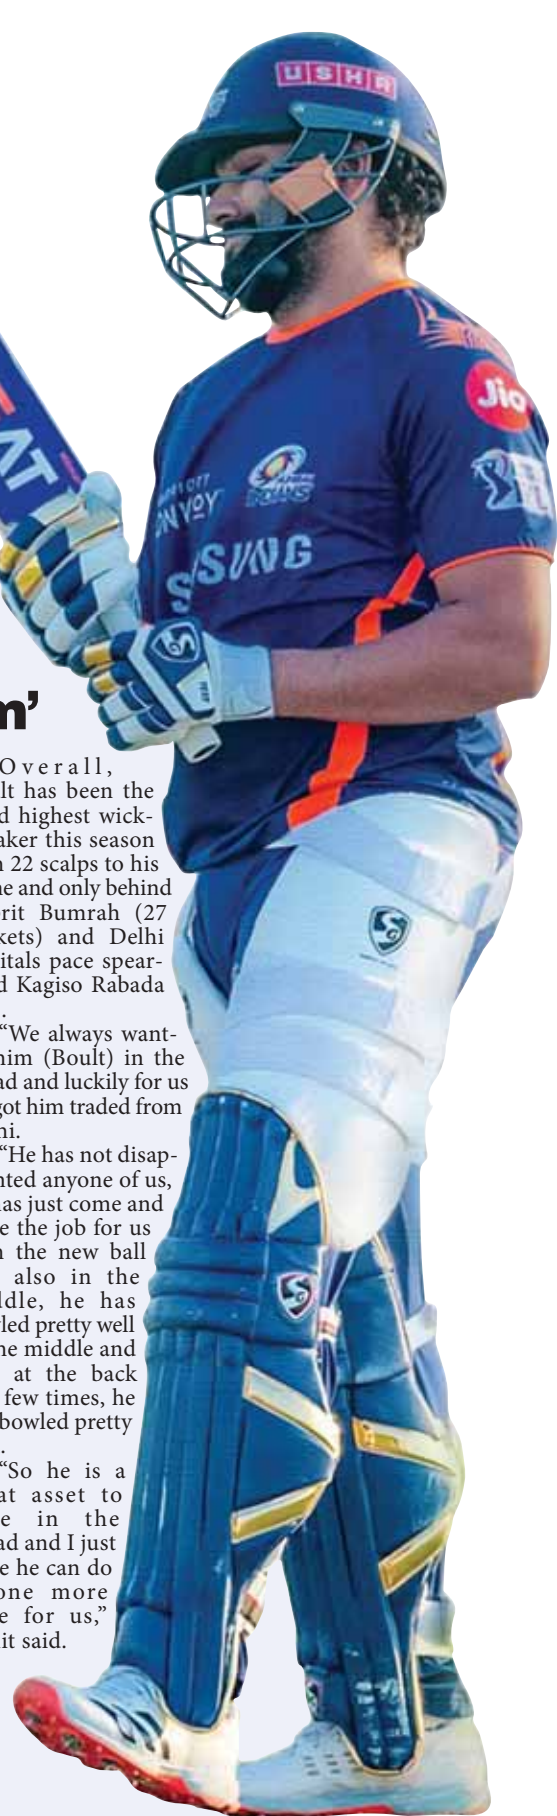 USHA
Jio
SUNG
m’
Overall,
lt has been the
d highest wick-
aker this season
n 22 scalps to his
ne and only behind
rit Bumrah (27
kets) and Delhi
itals pace spear-
d Kagiso Rabada
.
“We always want-
him (Boult) in the
ad and luckily for us
got him traded from
hi.
“He has not disap-
nted anyone of us,
has just come and
e the job for us
h the new ball
also in the
ddle, he has
led pretty well
he middle and
at the back
few times, he
bowled pretty
.
“So he is a
at asset to
e in the
ad and I just
e he can do
one more
e for us,”
it said.